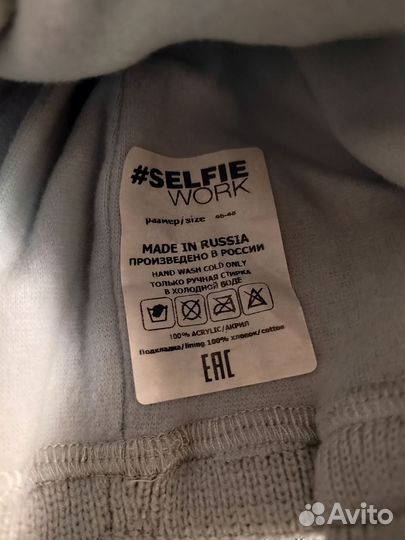 #SELFIE
WORK
размер/size 46-48
MADE IN RUSSIA
ПРОИЗВЕДЕНО В РОССИИ
HAND WASH COLD ONLY
ТОЛЬКО РУЧНАЯ СТИРКА
В ХОЛОДНОЙ ВОДЕ
100% ACRYLIC/АКРИЛ
Подкладка/lining 100% хлопок/cotton
EAC
Avito